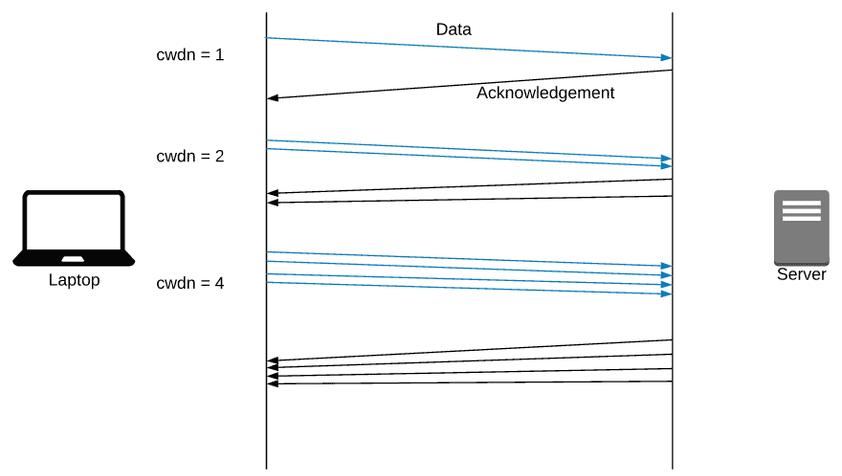 Data
cwdn = 1
Acknowledgement
cwdn = 2
Laptop
Server
cwdn = 4